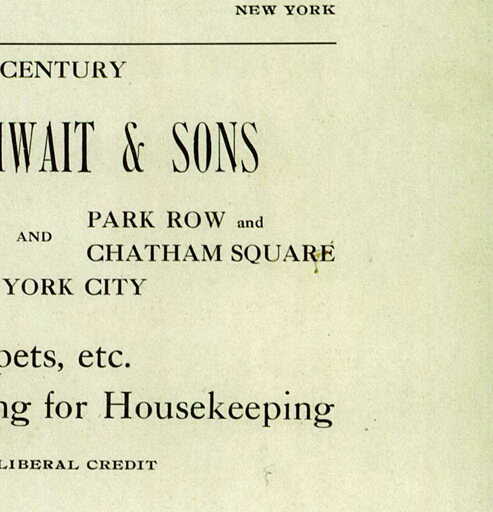 NEW YORK
CENTURY
WAIT & SONS
AND PARK ROW and
CHATHAM SQUARE
YORK CITY
pets, etc.
ng for Housekeeping
LIBERAL CREDIT